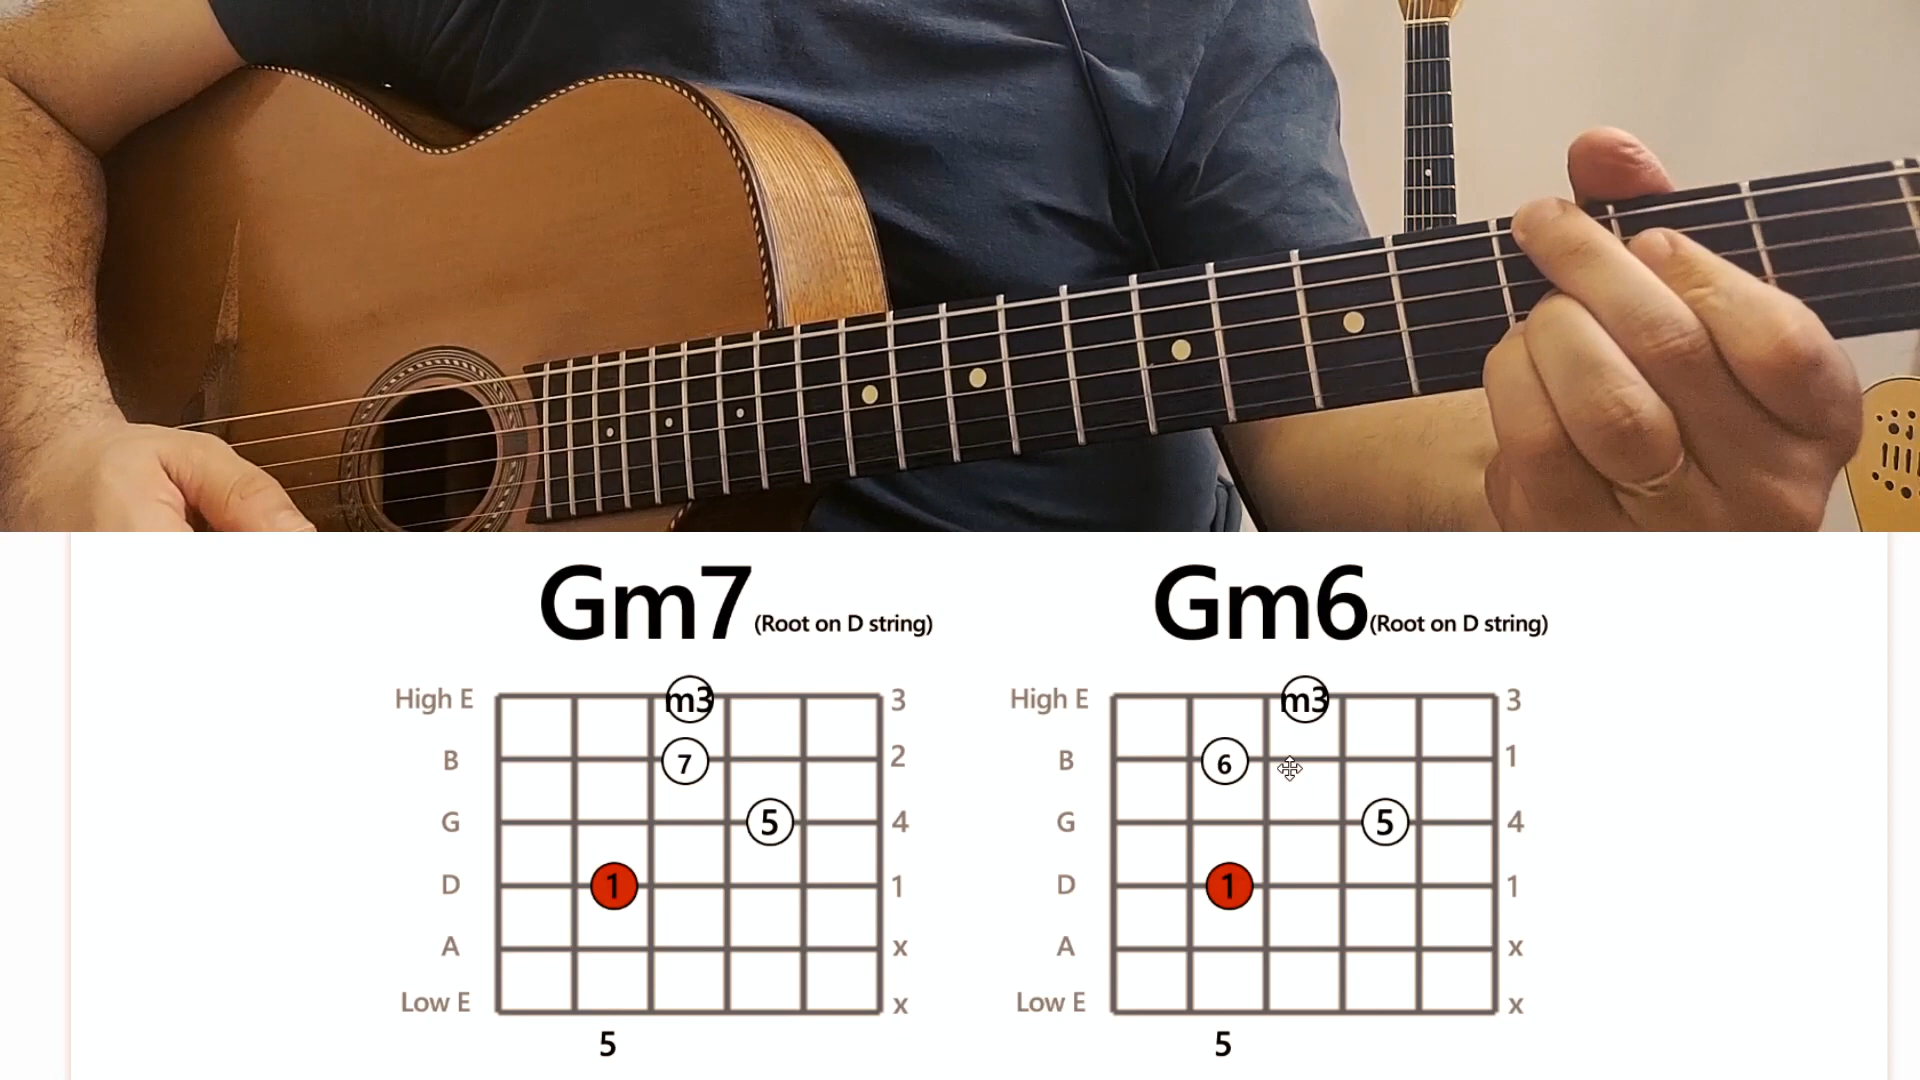 Gm7 (Root on D string)
High E m3 3
B 7 2
G 5 4
D 1 1
A x
Low E x
5
Gm6 (Root on D string)
High E m3 3
B 6 1
G 5 4
D 1 1
A x
Low E x
5